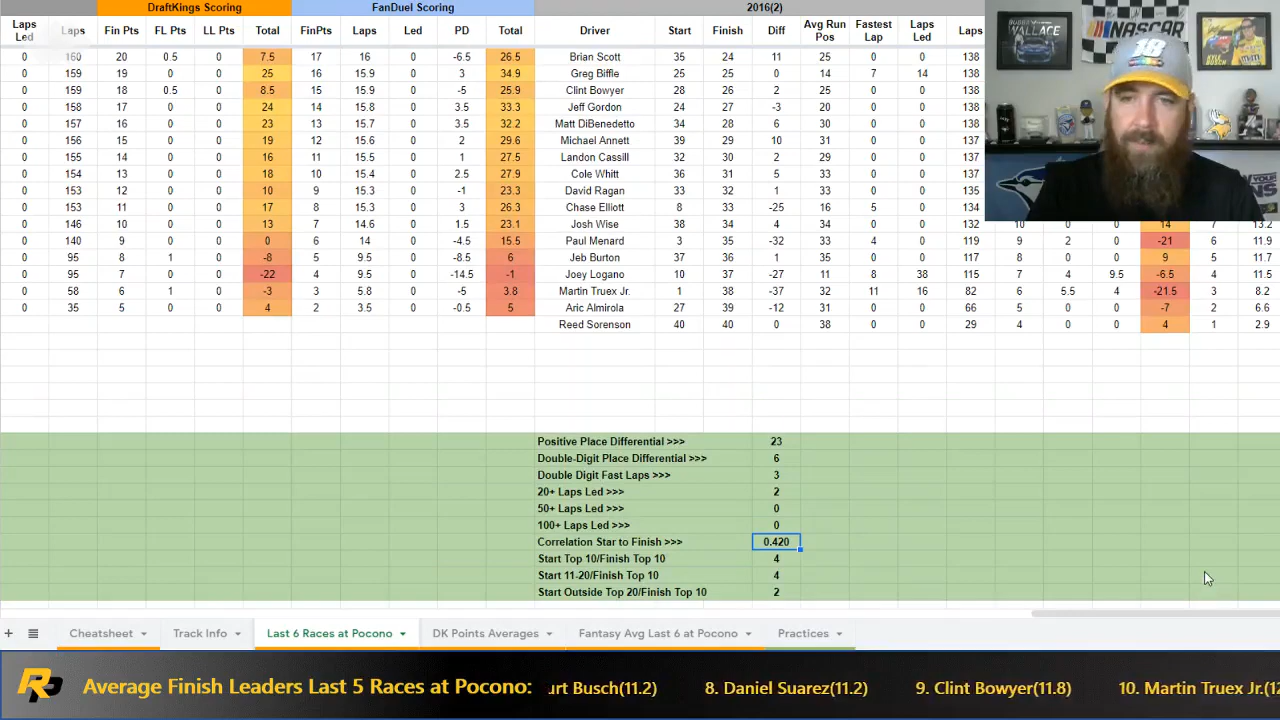 DraftKings Scoring FanDuel Scoring 2016(2)
Laps Led Laps Fin Pts FL Pts LL Pts Total FinPts Laps Led PD Total Driver Start Finish Diff Avg Run Pos Fastest Lap Laps Led Laps
0 160 20 0.5 0 7.5 17 16 0 -6.5 26.5 Brian Scott 35 24 11 25 0 0 138
0 159 19 0 0 25 16 15.9 0 3 34.9 Greg Biffle 25 25 0 14 7 14 138
0 159 18 0.5 0 8.5 15 15.9 0 -5 25.9 Clint Bowyer 28 26 2 25 0 0 138
0 158 17 0 0 24 14 15.8 0 3.5 33.3 Jeff Gordon 24 27 -3 20 0 0 138
0 157 16 0 0 23 13 15.7 0 3.5 32.2 Matt DiBenedetto 34 28 6 30 0 0 138
0 156 15 0 0 19 12 15.6 0 2 29.6 Michael Annett 39 29 10 31 0 0 137
0 155 14 0 0 16 11 15.5 0 1 27.5 Landon Cassill 32 30 2 29 0 0 137
0 154 13 0 0 18 10 15.4 0 2.5 27.9 Cole Whitt 36 31 5 33 0 0 137
0 153 12 0 0 10 9 15.3 0 -1 23.3 David Ragan 33 32 1 33 0 0 135
0 153 11 0 0 17 8 15.3 0 3 26.3 Chase Elliott 8 33 -25 16 5 0 134
0 146 10 0 0 13 7 14.6 0 1.5 23.1 Josh Wise 38 34 4 33 0 0 132 10 0 0 14 7 13.2
0 140 9 0 0 0 6 14 0 -4.5 15.5 Paul Menard 3 35 -32 33 4 0 119 9 2 0 -21 6 11.9
0 95 8 1 0 -8 5 9.5 0 -8.5 6 Jeb Burton 37 36 1 35 0 0 117 8 0 0 9 5 11.7
0 95 7 0 0 -22 4 9.5 0 -14.5 -1 Joey Logano 10 37 -27 11 8 38 115 7 4 9.5 -6.5 4 11.5
0 58 6 1 0 -3 3 5.8 0 -5 3.8 Martin Truex Jr. 1 38 -37 32 11 16 82 6 5.5 4 -21.5 3 8.2
0 35 5 0 0 4 2 3.5 0 -0.5 5 Aric Almirola 27 39 -12 31 0 0 66 5 0 0 -7 2 6.6
Reed Sorenson 40 40 0 38 0 0 29 4 0 0 4 1 2.9
Positive Place Differential >>> 23
Double-Digit Place Differential >>> 6
Double Digit Fast Laps >>> 3
20+ Laps Led >>> 2
50+ Laps Led >>> 0
100+ Laps Led >>> 0
Correlation Star to Finish >>> 0.420
Start Top 10/Finish Top 10 4
Start 11-20/Finish Top 10 4
Start Outside Top 20/Finish Top 10 2
Cheatsheet Track Info Last 6 Races at Pocono DK Points Averages Fantasy Avg Last 6 at Pocono Practices
Average Finish Leaders Last 5 Races at Pocono: urt Busch(11.2) 8. Daniel Suarez(11.2) 9. Clint Bowyer(11.8) 10. Martin Truex Jr.(12
BUBBA WALLACE
NASCAR
KYLE BUSCH
18